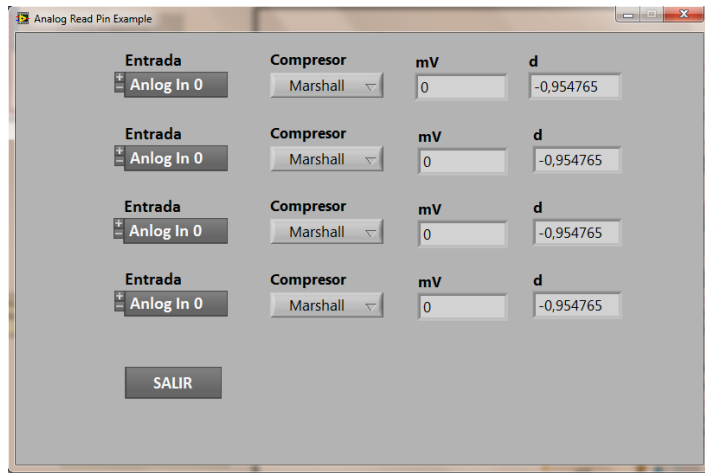 Analog Read Pin Example
Entrada Compresor mV d
Anlog In 0 Marshall 0 -0,954765
Entrada Compresor mV d
Anlog In 0 Marshall 0 -0,954765
Entrada Compresor mV d
Anlog In 0 Marshall 0 -0,954765
Entrada Compresor mV d
Anlog In 0 Marshall 0 -0,954765
SALIR